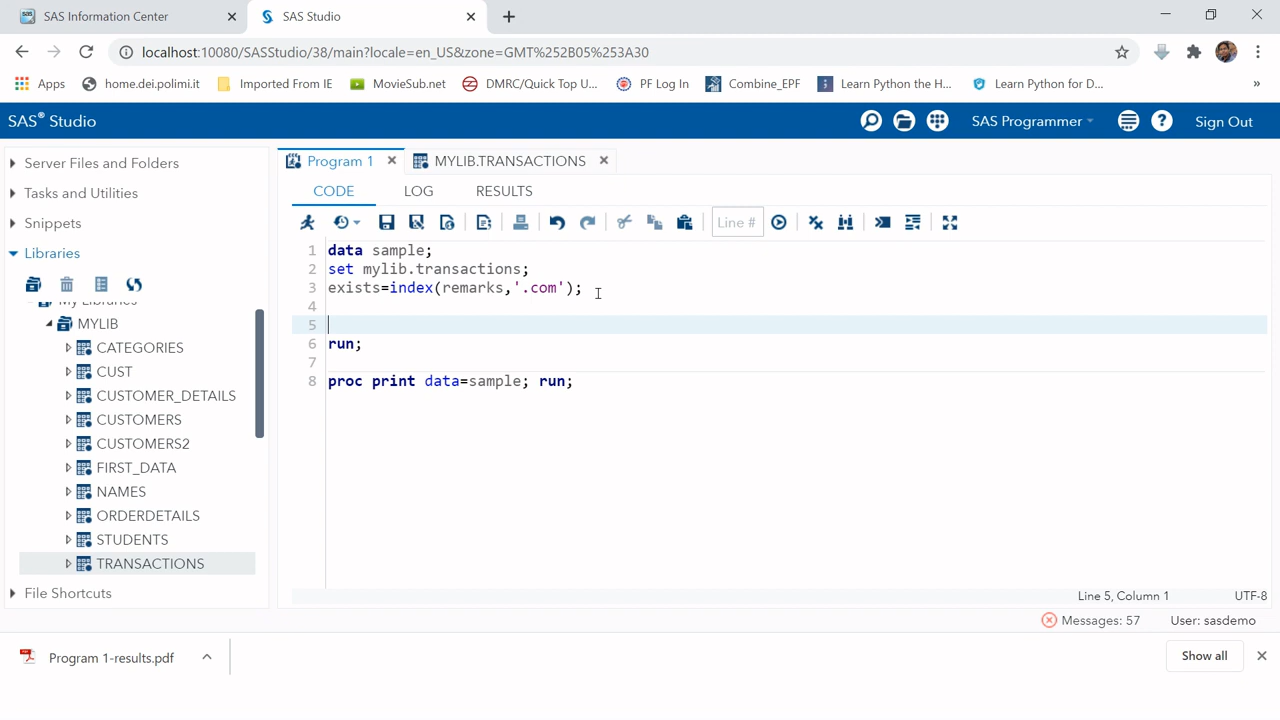 SAS Information Center
SAS Studio
localhost:10080/SASStudio/38/main?locale=en_US&zone=GMT%252B05%253A30
Apps home.dei.polimi.it Imported From IE MovieSub.net DMRC/Quick Top U... PF Log In Combine_EPF Learn Python the H... Learn Python for D... »
SAS® Studio
SAS Programmer
Sign Out
Server Files and Folders
Tasks and Utilities
Snippets
Libraries
My Libraries
MYLIB
CATEGORIES
CUST
CUSTOMER_DETAILS
CUSTOMERS
CUSTOMERS2
FIRST_DATA
NAMES
ORDERDETAILS
STUDENTS
TRANSACTIONS
File Shortcuts
Program 1
MYLIB.TRANSACTIONS
CODE LOG RESULTS
Line #
1 data sample;
2 set mylib.transactions;
3 exists=index(remarks,'.com');
4
5
6 run;
7
8 proc print data=sample; run;
Line 5, Column 1 UTF-8
Messages: 57 User: sasdemo
Program 1-results.pdf
Show all